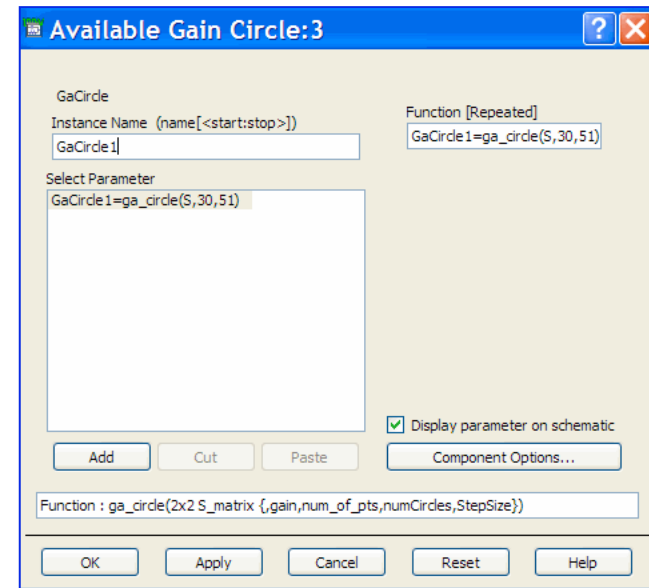 Available Gain Circle:3
GaCircle
Instance Name (name[<start:stop>])
GaCircle1
Function [Repeated]
GaCircle1=ga_circle(S,30,51)
Select Parameter
GaCircle1=ga_circle(S,30,51)
Display parameter on schematic
Add
Cut
Paste
Component Options...
Function : ga_circle(2x2 S_matrix {,gain,num_of_pts,numCircles,StepSize})
OK
Apply
Cancel
Reset
Help